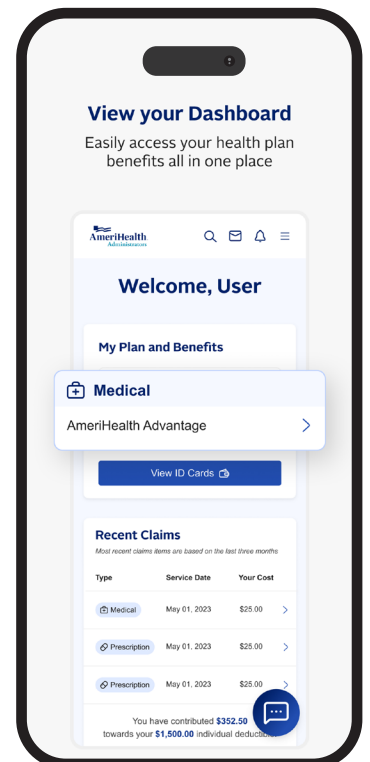 View your Dashboard
Easily access your health plan
benefits all in one place
AmeriHealth
Administrators
Welcome, User
My Plan and Benefits
Medical
AmeriHealth Advantage
View ID Cards
Recent Claims
Most recent claims items are based on the last three months
Type Service Date Your Cost
Medical May 01, 2023 $25.00
Prescription May 01, 2023 $25.00
Prescription May 01, 2023 $25.00
You have contributed $352.50
towards your $1,500.00 individual